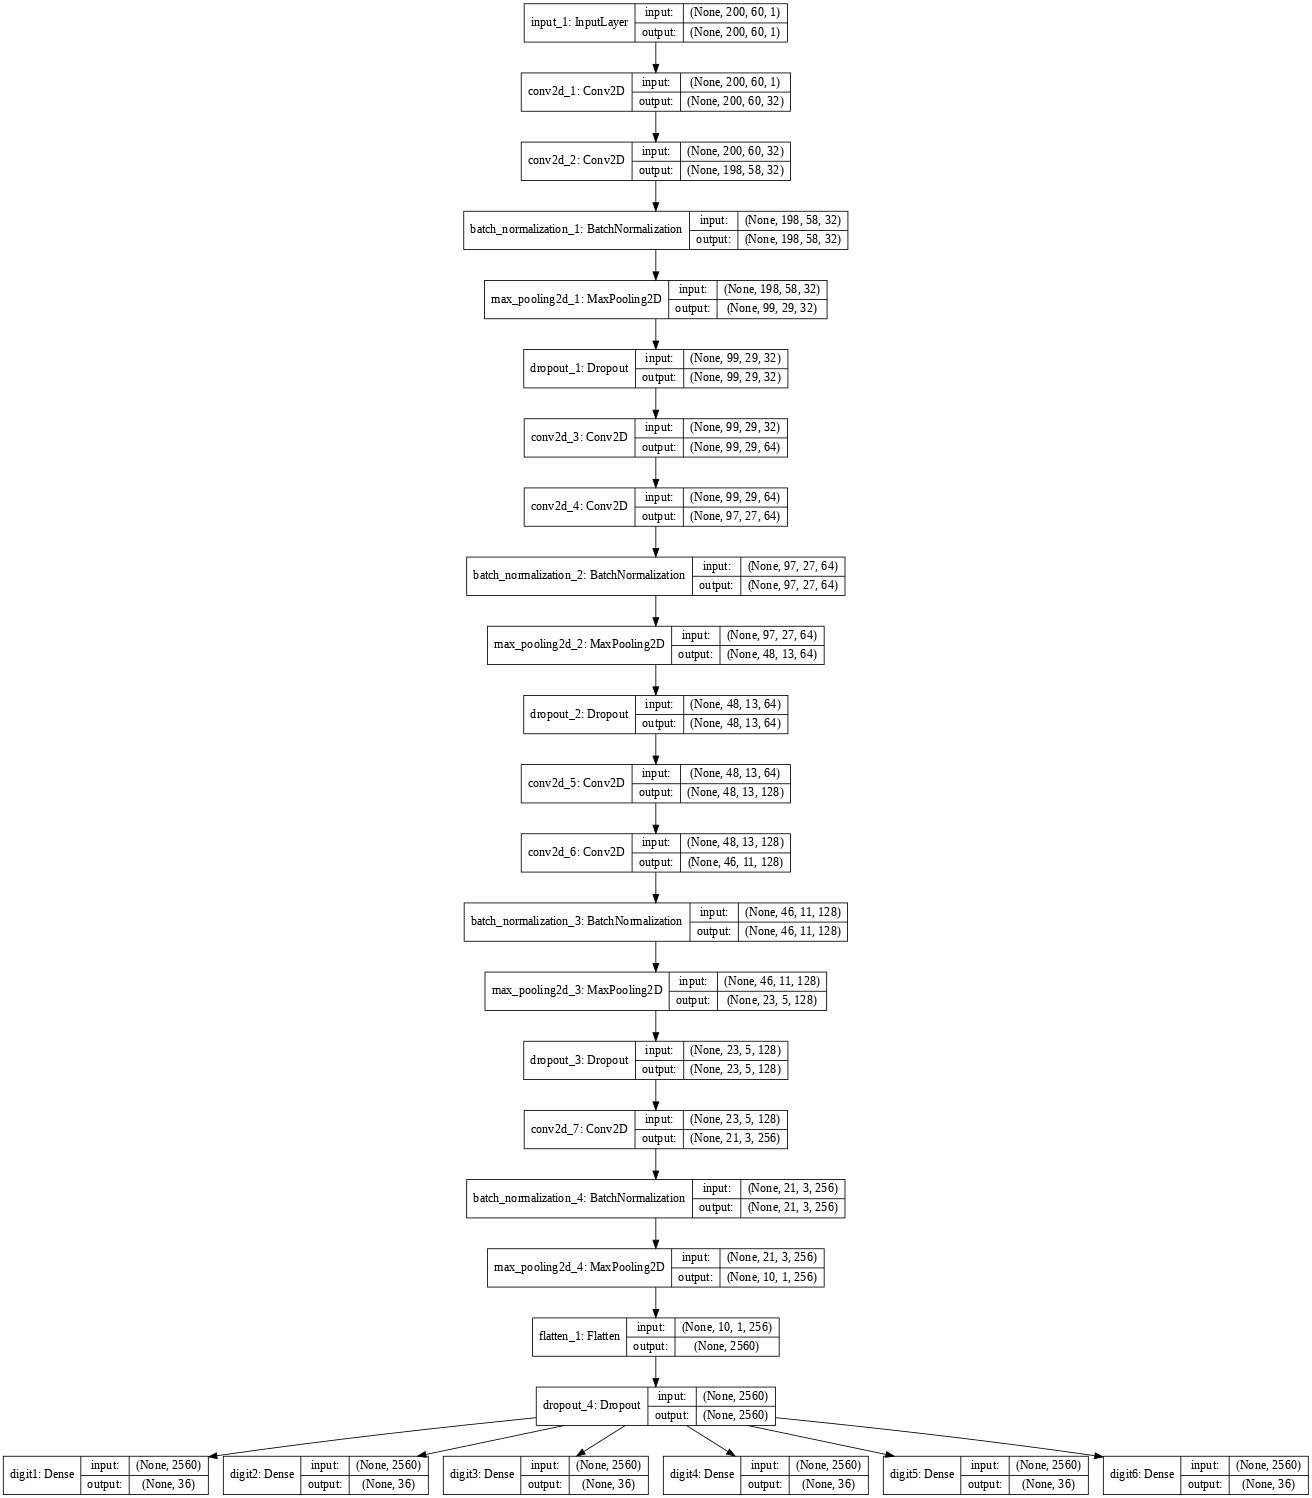 input_1: InputLayer
input: (None, 200, 60, 1)
output: (None, 200, 60, 1)
conv2d_1: Conv2D
input: (None, 200, 60, 1)
output: (None, 200, 60, 32)
conv2d_2: Conv2D
input: (None, 200, 60, 32)
output: (None, 198, 58, 32)
batch_normalization_1: BatchNormalization
input: (None, 198, 58, 32)
output: (None, 198, 58, 32)
max_pooling2d_1: MaxPooling2D
input: (None, 198, 58, 32)
output: (None, 99, 29, 32)
dropout_1: Dropout
input: (None, 99, 29, 32)
output: (None, 99, 29, 32)
conv2d_3: Conv2D
input: (None, 99, 29, 32)
output: (None, 99, 29, 64)
conv2d_4: Conv2D
input: (None, 99, 29, 64)
output: (None, 97, 27, 64)
batch_normalization_2: BatchNormalization
input: (None, 97, 27, 64)
output: (None, 97, 27, 64)
max_pooling2d_2: MaxPooling2D
input: (None, 97, 27, 64)
output: (None, 48, 13, 64)
dropout_2: Dropout
input: (None, 48, 13, 64)
output: (None, 48, 13, 64)
conv2d_5: Conv2D
input: (None, 48, 13, 64)
output: (None, 48, 13, 128)
conv2d_6: Conv2D
input: (None, 48, 13, 128)
output: (None, 46, 11, 128)
batch_normalization_3: BatchNormalization
input: (None, 46, 11, 128)
output: (None, 46, 11, 128)
max_pooling2d_3: MaxPooling2D
input: (None, 46, 11, 128)
output: (None, 23, 5, 128)
dropout_3: Dropout
input: (None, 23, 5, 128)
output: (None, 23, 5, 128)
conv2d_7: Conv2D
input: (None, 23, 5, 128)
output: (None, 21, 3, 256)
batch_normalization_4: BatchNormalization
input: (None, 21, 3, 256)
output: (None, 21, 3, 256)
max_pooling2d_4: MaxPooling2D
input: (None, 21, 3, 256)
output: (None, 10, 1, 256)
flatten_1: Flatten
input: (None, 10, 1, 256)
output: (None, 2560)
dropout_4: Dropout
input: (None, 2560)
output: (None, 2560)
digit1: Dense
input: (None, 2560)
output: (None, 36)
digit2: Dense
input: (None, 2560)
output: (None, 36)
digit3: Dense
input: (None, 2560)
output: (None, 36)
digit4: Dense
input: (None, 2560)
output: (None, 36)
digit5: Dense
input: (None, 2560)
output: (None, 36)
digit6: Dense
input: (None, 2560)
output: (None, 36)